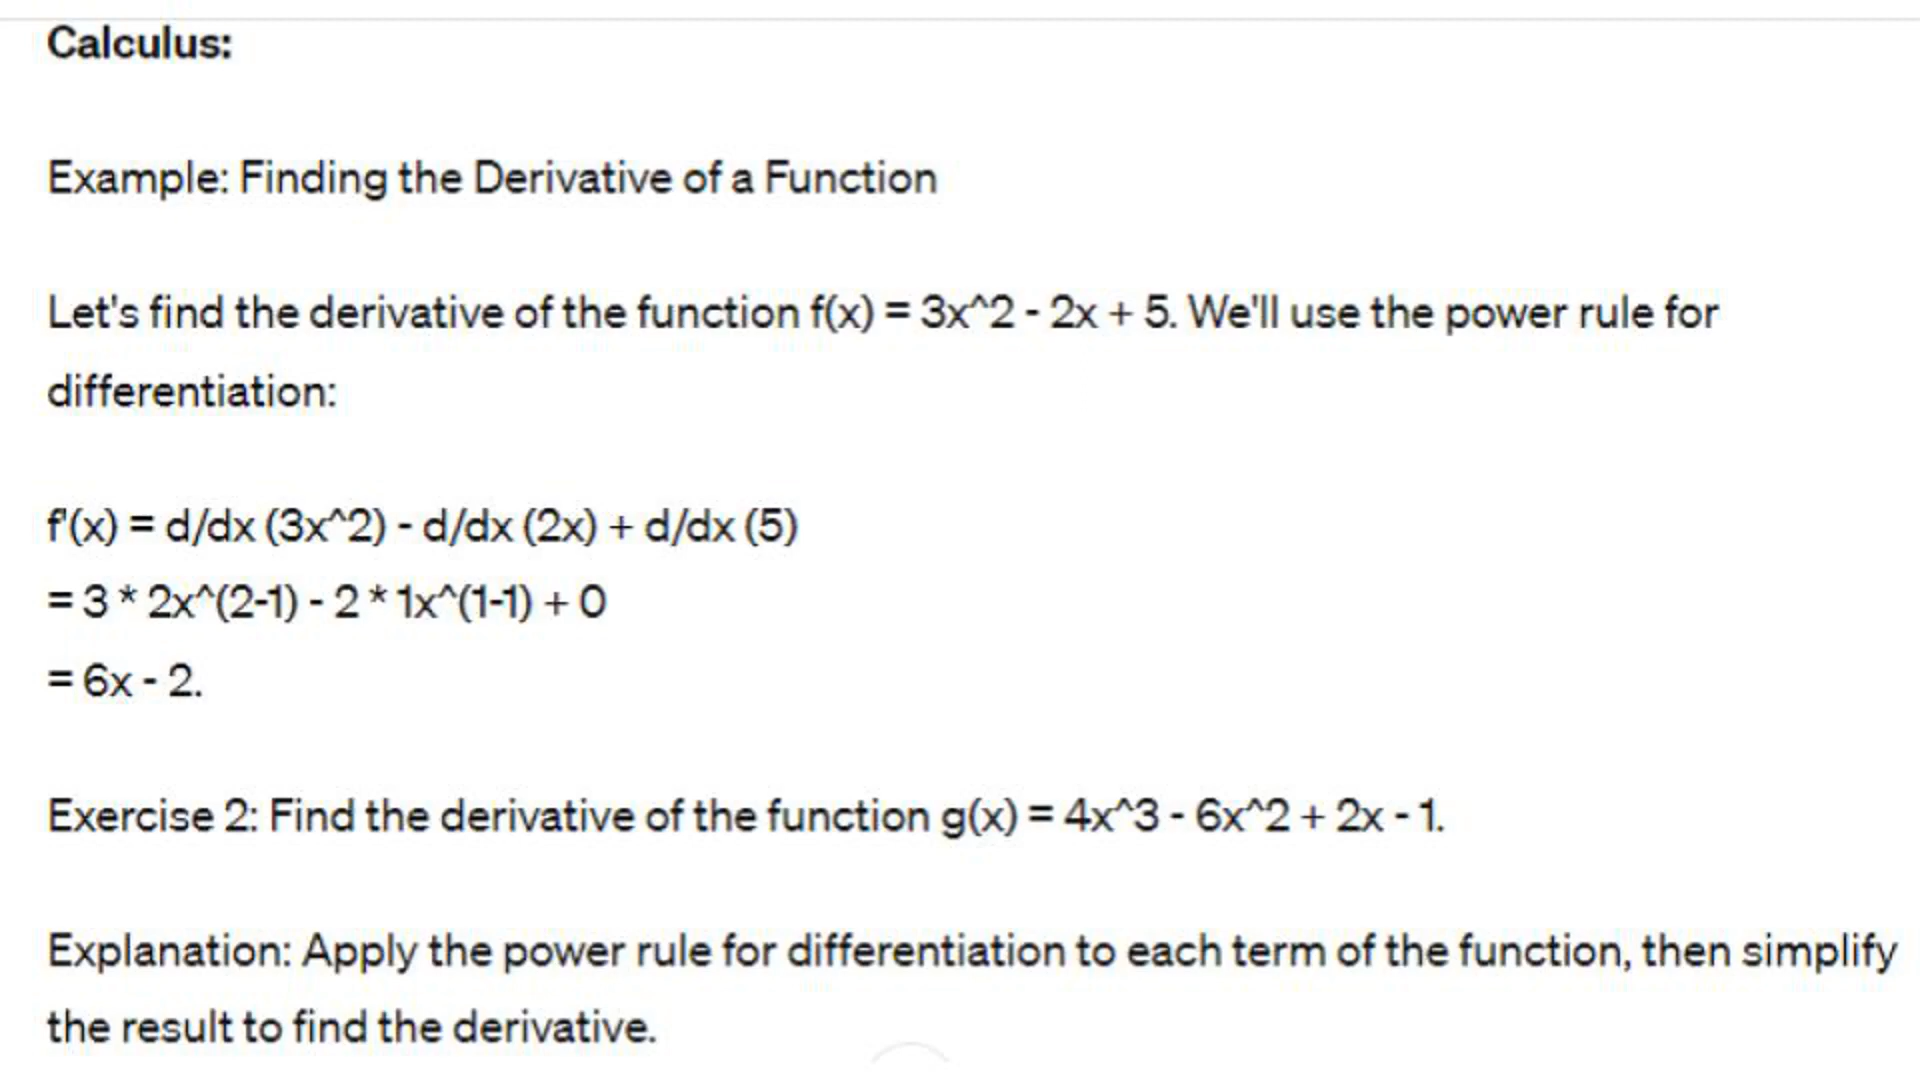 Calculus:
Example: Finding the Derivative of a Function
Let's find the derivative of the function f(x) = 3x^2 - 2x + 5. We'll use the power rule for
differentiation:
f'(x) = d/dx (3x^2) - d/dx (2x) + d/dx (5)
= 3 * 2x^(2-1) - 2 * 1x^(1-1) + 0
= 6x - 2.
Exercise 2: Find the derivative of the function g(x) = 4x^3 - 6x^2 + 2x - 1.
Explanation: Apply the power rule for differentiation to each term of the function, then simplify
the result to find the derivative.